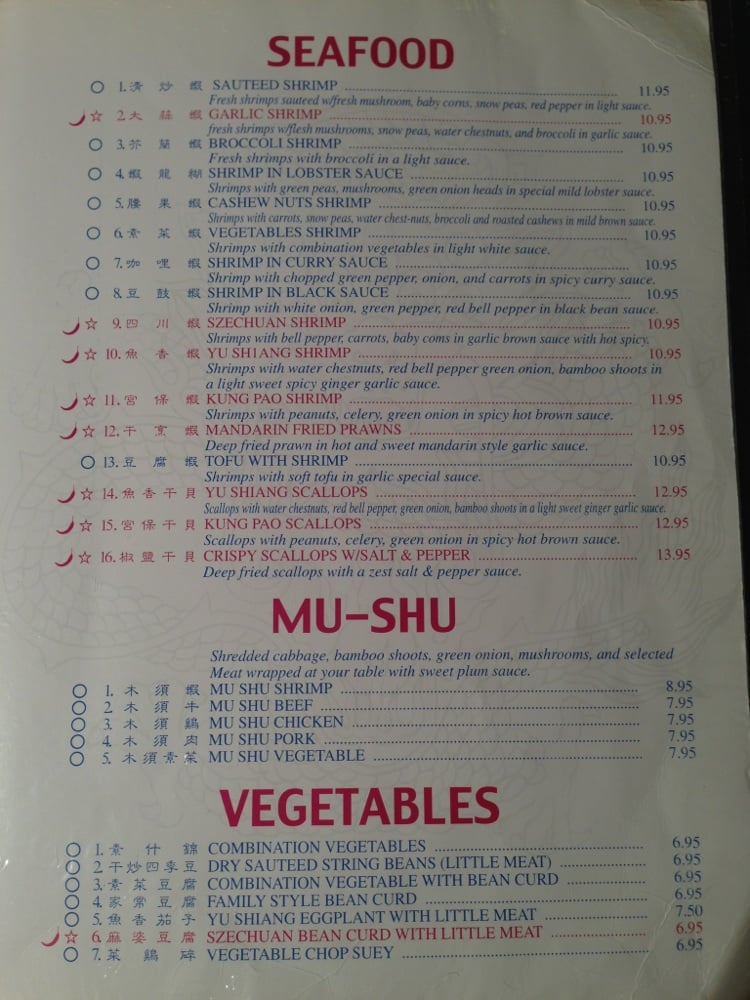 SEAFOOD
1. 清炒蝦 SAUTEED SHRIMP 11.95
Fresh shrimps sauteed w/fresh mushroom, baby corns, snow peas, red pepper in light sauce.
2. 大蒜蝦 GARLIC SHRIMP 10.95
fresh shrimps w/flesh mushrooms, snow peas, water chestnuts, and broccoli in garlic sauce.
3. 芥蘭蝦 BROCCOLI SHRIMP 10.95
Fresh shrimps with broccoli in a light sauce.
4. 蝦龍糊 SHRIMP IN LOBSTER SAUCE 10.95
Shrimps with green peas, mushrooms, green onion heads in special mild lobster sauce.
5. 腰果蝦 CASHEW NUTS SHRIMP 10.95
Shrimps with carrots, snow peas, water chest-nuts, broccoli and roasted cashews in mild brown sauce.
6. 素菜蝦 VEGETABLES SHRIMP 10.95
Shrimps with combination vegetables in light white sauce.
7. 咖哩蝦 SHRIMP IN CURRY SAUCE 10.95
Shrimp with chopped green pepper, onion, and carrots in spicy curry sauce.
8. 豆鼓蝦 SHRIMP IN BLACK SAUCE 10.95
Shrimp with white onion, green pepper, red bell pepper in black bean sauce.
9. 四川蝦 SZECHUAN SHRIMP 10.95
Shrimps with bell pepper, carrots, baby coms in garlic brown sauce with hot spicy.
10. 魚香蝦 YU SH1ANG SHRIMP 10.95
Shrimps with water chestnuts, red bell pepper green onion, bamboo shoots in
a light sweet spicy ginger garlic sauce.
11. 宮保蝦 KUNG PAO SHRIMP 11.95
Shrimps with peanuts, celery, green onion in spicy hot brown sauce.
12. 干烹蝦 MANDARIN FRIED PRAWNS 12.95
Deep fried prawn in hot and sweet mandarin style garlic sauce.
13. 豆腐蝦 TOFU WITH SHRIMP 10.95
Shrimps with soft tofu in garlic special sauce.
14. 魚香干貝 YU SHIANG SCALLOPS 12.95
Scallops with water chestnuts, red bell pepper, green onion, bamboo shoots in a light sweet ginger garlic sauce.
15. 宮保干貝 KUNG PAO SCALLOPS 12.95
Scallops with peanuts, celery, green onion in spicy hot brown sauce.
16. 椒鹽干貝 CRISPY SCALLOPS W/SALT & PEPPER 13.95
Deep fried scallops with a zest salt & pepper sauce.
MU-SHU
Shredded cabbage, bamboo shoots, green onion, mushrooms, and selected
Meat wrapped at your table with sweet plum sauce.
1. 木須蝦 MU SHU SHRIMP 8.95
2. 木須牛 MU SHU BEEF 7.95
3. 木須鷄 MU SHU CHICKEN 7.95
4. 木須肉 MU SHU PORK 7.95
5. 木須素菜 MU SHU VEGETABLE 7.95
VEGETABLES
1. 素什錦 COMBINATION VEGETABLES 6.95
2. 干炒四季豆 DRY SAUTEED STRING BEANS (LITTLE MEAT) 6.95
3. 素菜豆腐 COMBINATION VEGETABLE WITH BEAN CURD 6.95
4. 家常豆腐 FAMILY STYLE BEAN CURD 6.95
5. 魚香茄子 YU SHIANG EGGPLANT WITH LITTLE MEAT 7.50
6. 麻婆豆腐 SZECHUAN BEAN CURD WITH LITTLE MEAT 6.95
7. 菜鷄碎 VEGETABLE CHOP SUEY 6.95